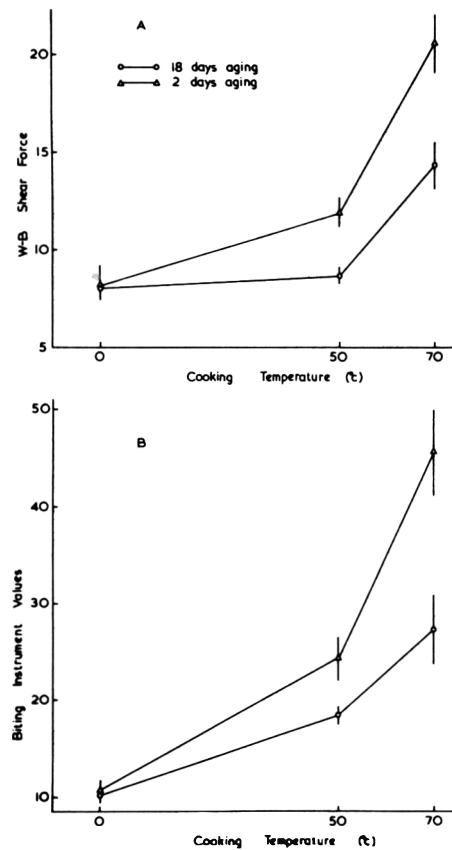 A
18 days aging
2 days aging
20
15
10
5
W-B Shear Force
0 50 70
Cooking Temperature (℃)
B
50
40
30
20
10
Biting Instrument Values
0 50 70
Cooking Temperature (℃)